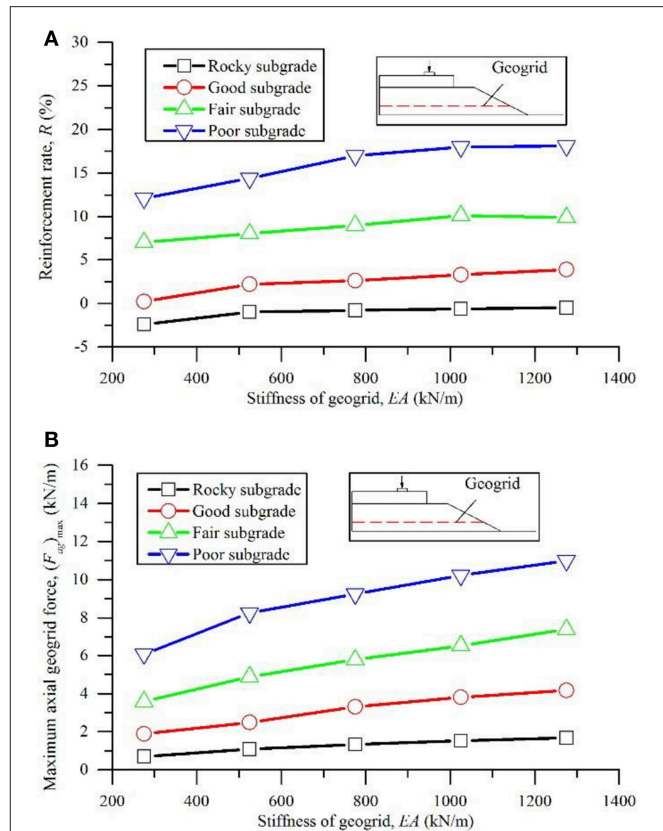 A
30
25
20
15
10
5
0
-5
Reinforcement rate, R (%)
Rocky subgrade
Good subgrade
Fair subgrade
Poor subgrade
Geogrid
200 400 600 800 1000 1200 1400
Stiffness of geogrid, EA (kN/m)
B
16
14
12
10
8
6
4
2
0
Maximum axial geogrid force, (F_ag)_max (kN/m)
Rocky subgrade
Good subgrade
Fair subgrade
Poor subgrade
Geogrid
200 400 600 800 1000 1200 1400
Stiffness of geogrid, EA (kN/m)